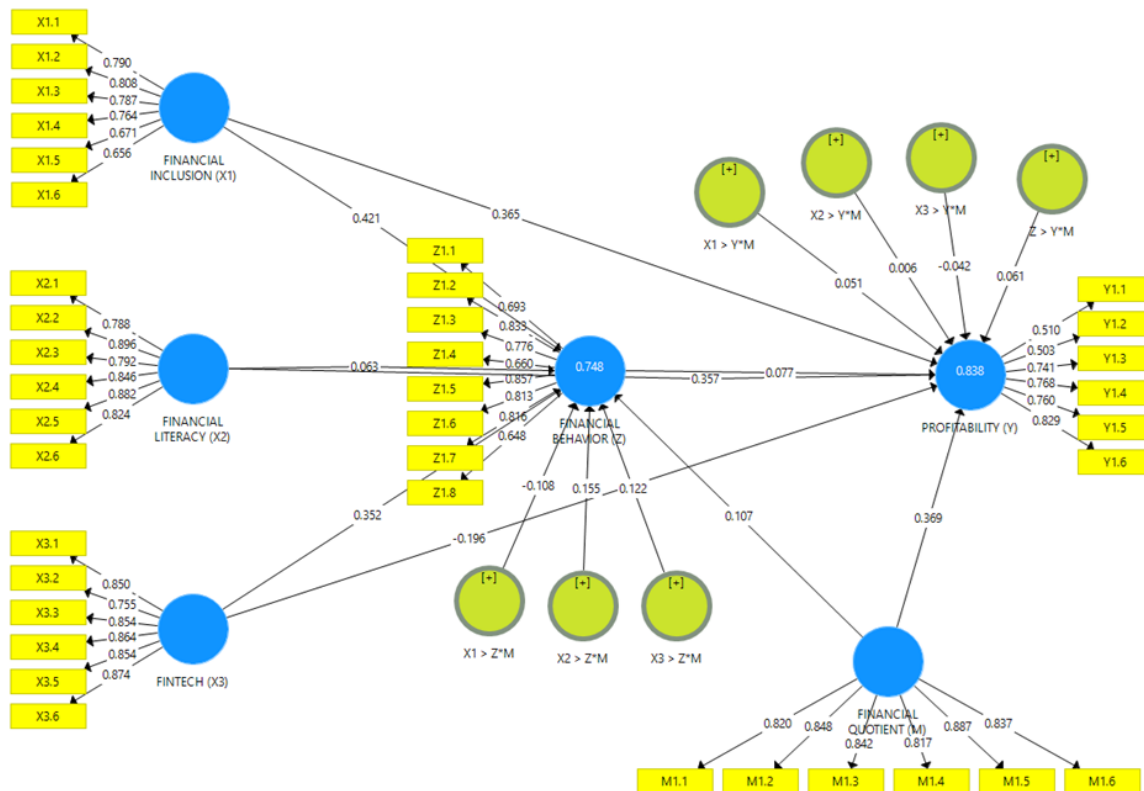 X1.1
X1.2
X1.3
X1.4
X1.5
X1.6
0.790
0.808
0.787
0.764
0.671
0.656
FINANCIAL
INCLUSION (X1)
0.421
0.365
X2.1
X2.2
X2.3
X2.4
X2.5
X2.6
0.788
0.896
0.792
0.846
0.882
0.824
FINANCIAL
LITERACY (X2)
0.063
X3.1
X3.2
X3.3
X3.4
X3.5
X3.6
0.850
0.755
0.854
0.864
0.854
0.874
FINTECH (X3)
0.352
-0.196
Z1.1
Z1.2
Z1.3
Z1.4
Z1.5
Z1.6
Z1.7
Z1.8
0.693
0.833
0.776
0.660
0.857
0.813
0.816
0.648
0.748
FINANCIAL
BEHAVIOR (Z)
0.357
0.077
-0.108
0.155
0.122
[+]
X1 > Z*M
[+]
X2 > Z*M
[+]
X3 > Z*M
0.107
[+]
X1 > Y*M
[+]
X2 > Y*M
[+]
X3 > Y*M
[+]
Z > Y*M
0.051
0.006
-0.042
0.061
0.838
PROFITABILITY (Y)
Y1.1
Y1.2
Y1.3
Y1.4
Y1.5
Y1.6
0.510
0.503
0.741
0.768
0.760
0.829
0.369
FINANCIAL
QUOTIENT (M)
0.820
0.848
0.842
0.817
0.887
0.837
M1.1
M1.2
M1.3
M1.4
M1.5
M1.6